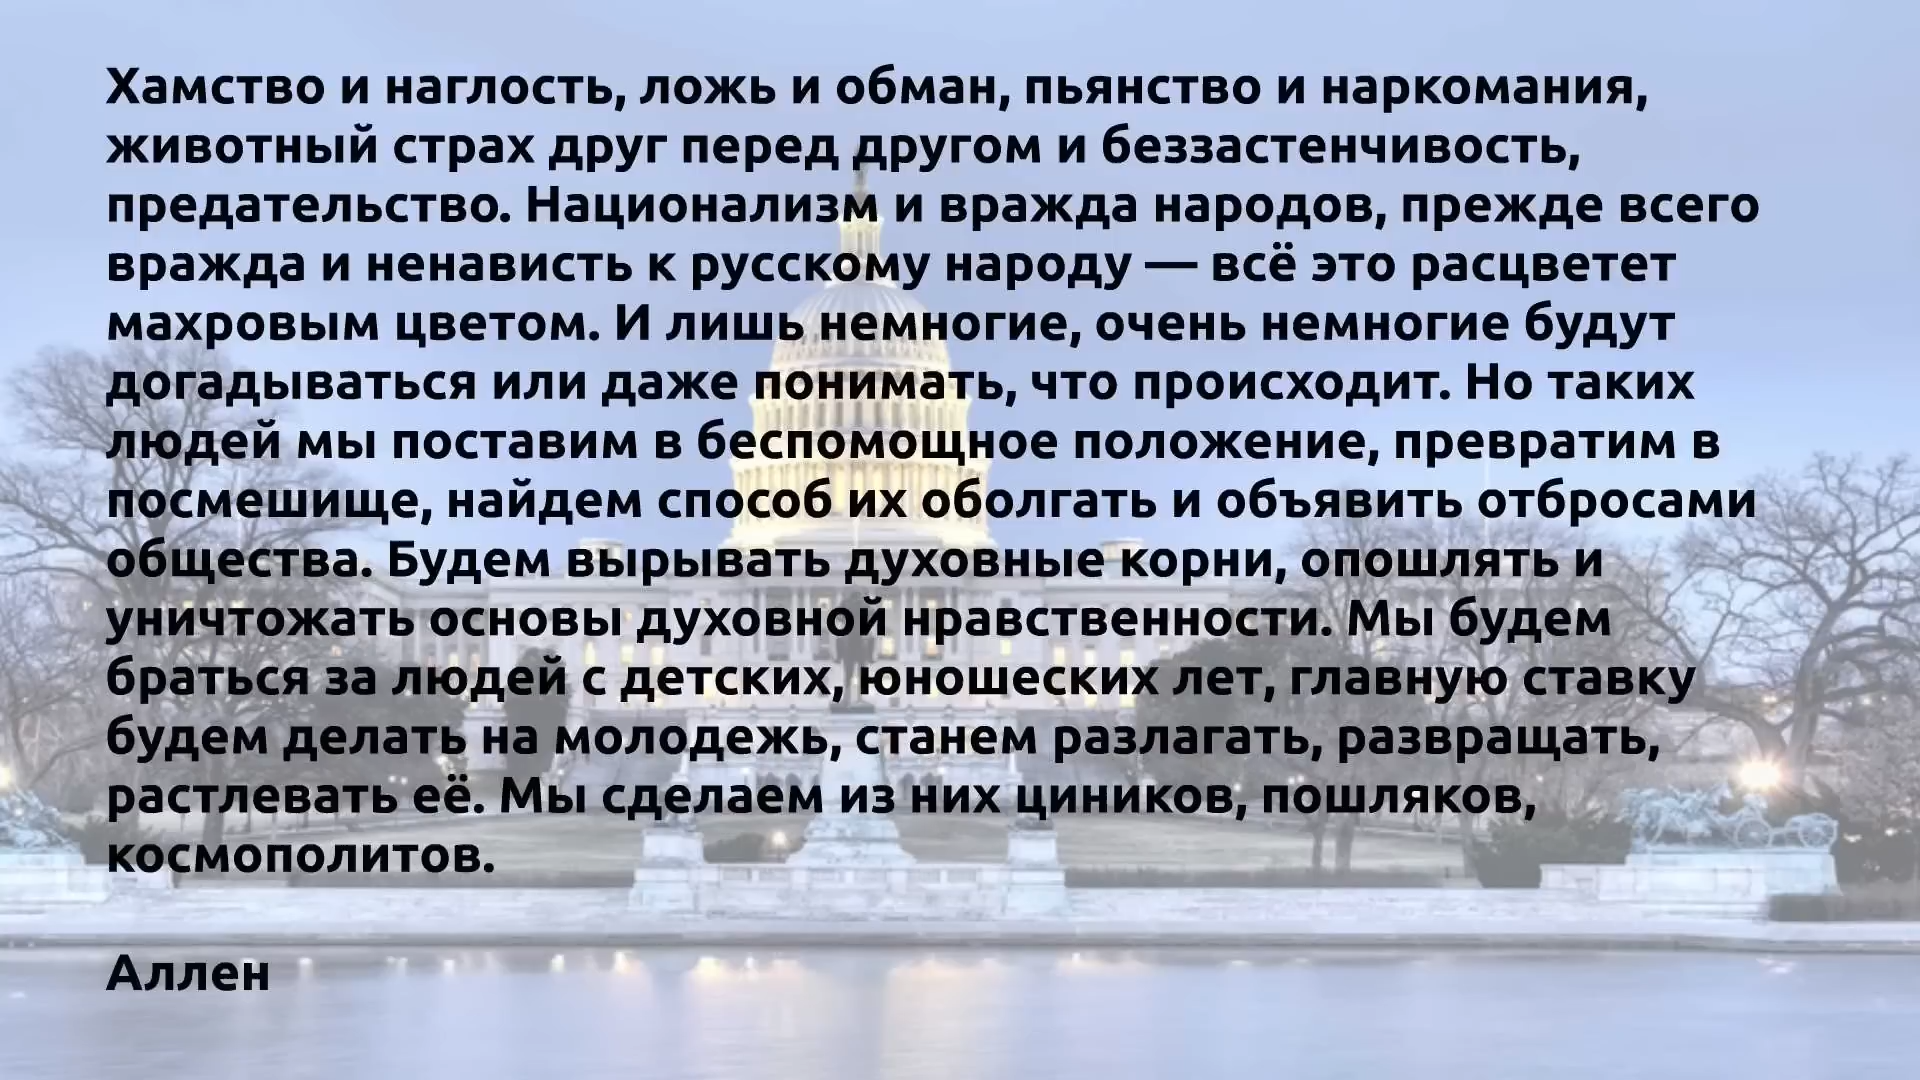 Хамство и наглость, ложь и обман, пьянство и наркомания,
животный страх друг перед другом и беззастенчивость,
предательство. Национализм и вражда народов, прежде всего
вражда и ненависть к русскому народу — всё это расцветет
махровым цветом. И лишь немногие, очень немногие будут
догадываться или даже понимать, что происходит. Но таких
людей мы поставим в беспомощное положение, превратим в
посмешище, найдем способ их оболгать и объявить отбросами
общества. Будем вырывать духовные корни, опошлять и
уничтожать основы духовной нравственности. Мы будем
браться за людей с детских, юношеских лет, главную ставку
будем делать на молодежь, станем разлагать, развращать,
растлевать её. Мы сделаем из них циников, пошляков,
космополитов.
Аллен